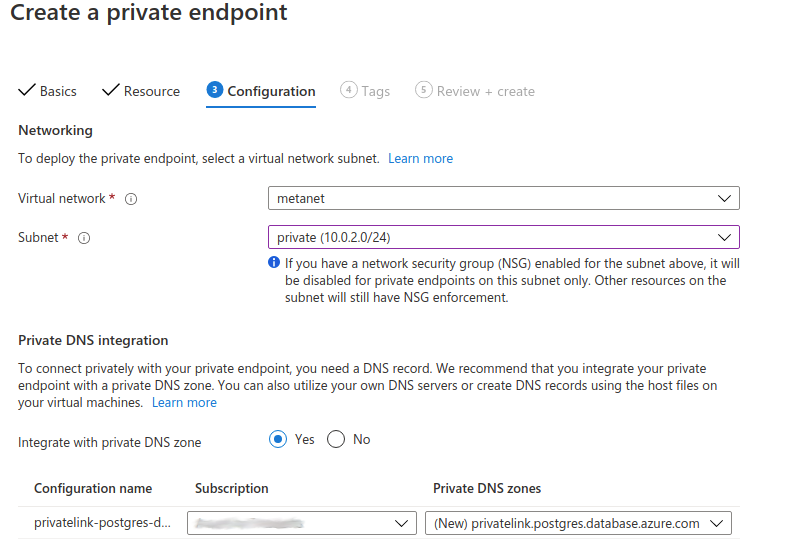 Create a private endpoint
Basics Resource 3 Configuration 4 Tags 5 Review + create
Networking
To deploy the private endpoint, select a virtual network subnet. Learn more
Virtual network * metanet
Subnet * private (10.0.2.0/24)
If you have a network security group (NSG) enabled for the subnet above, it will
be disabled for private endpoints on this subnet only. Other resources on the
subnet will still have NSG enforcement.
Private DNS integration
To connect privately with your private endpoint, you need a DNS record. We recommend that you integrate your private
endpoint with a private DNS zone. You can also utilize your own DNS servers or create DNS records using the host files on
your virtual machines. Learn more
Integrate with private DNS zone Yes No
Configuration name Subscription Private DNS zones
privatelink-postgres-d... (New) privatelink.postgres.database.azure.com